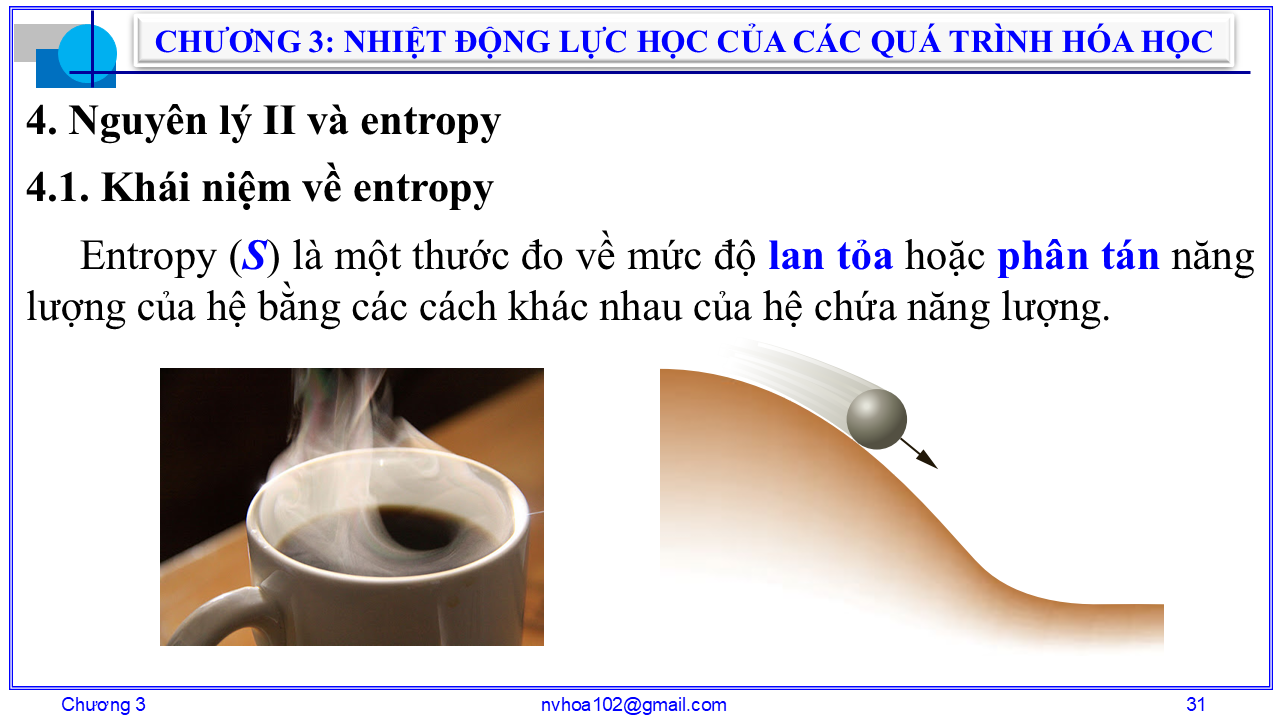 CHƯƠNG 3: NHIỆT ĐỘNG LỰC HỌC CỦA CÁC QUÁ TRÌNH HÓA HỌC
4. Nguyên lý II và entropy
4.1. Khái niệm về entropy
Entropy (S) là một thước đo về mức độ lan tỏa hoặc phân tán năng
lượng của hệ bằng các cách khác nhau của hệ chứa năng lượng.
Chương 3
nvhoa102@gmail.com
31